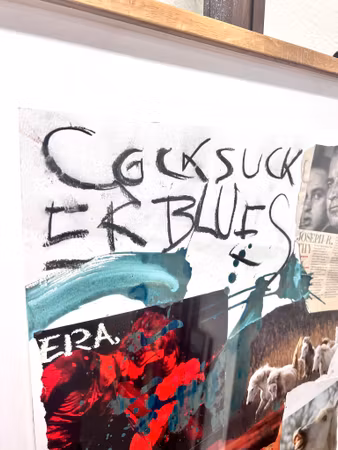 COCKSUCK
ER BLUES
JOSEPH R.
ERA.